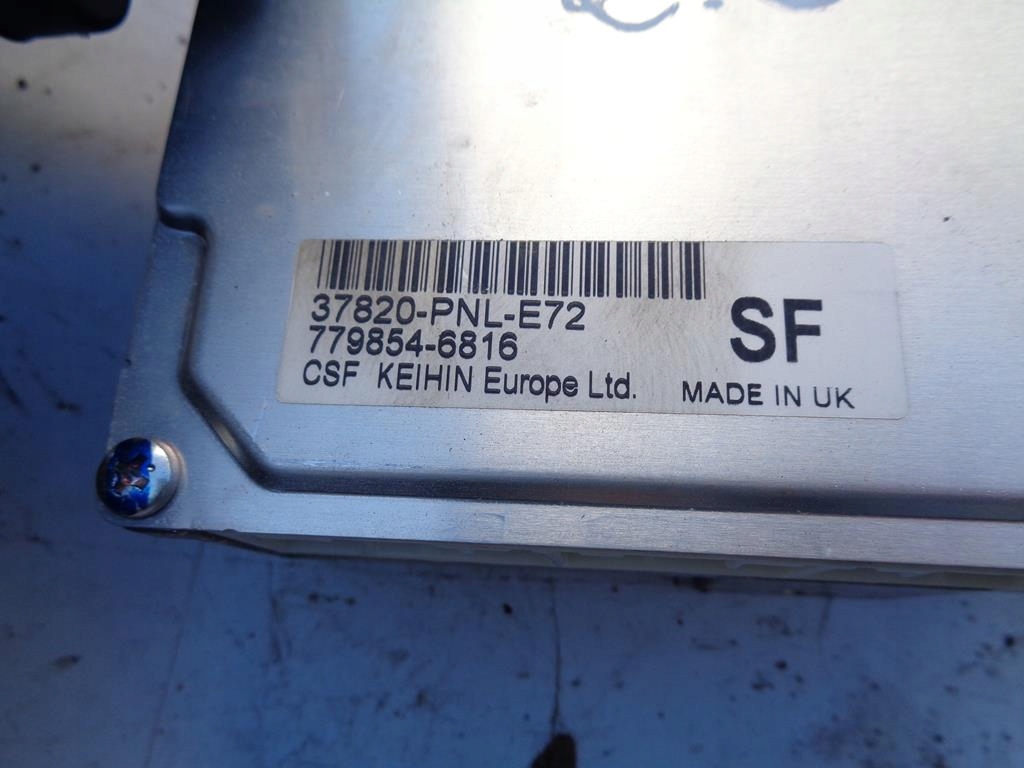 37820-PNL-E72
779854-6816
CSF KEIHIN Europe Ltd.
SF
MADE IN UK